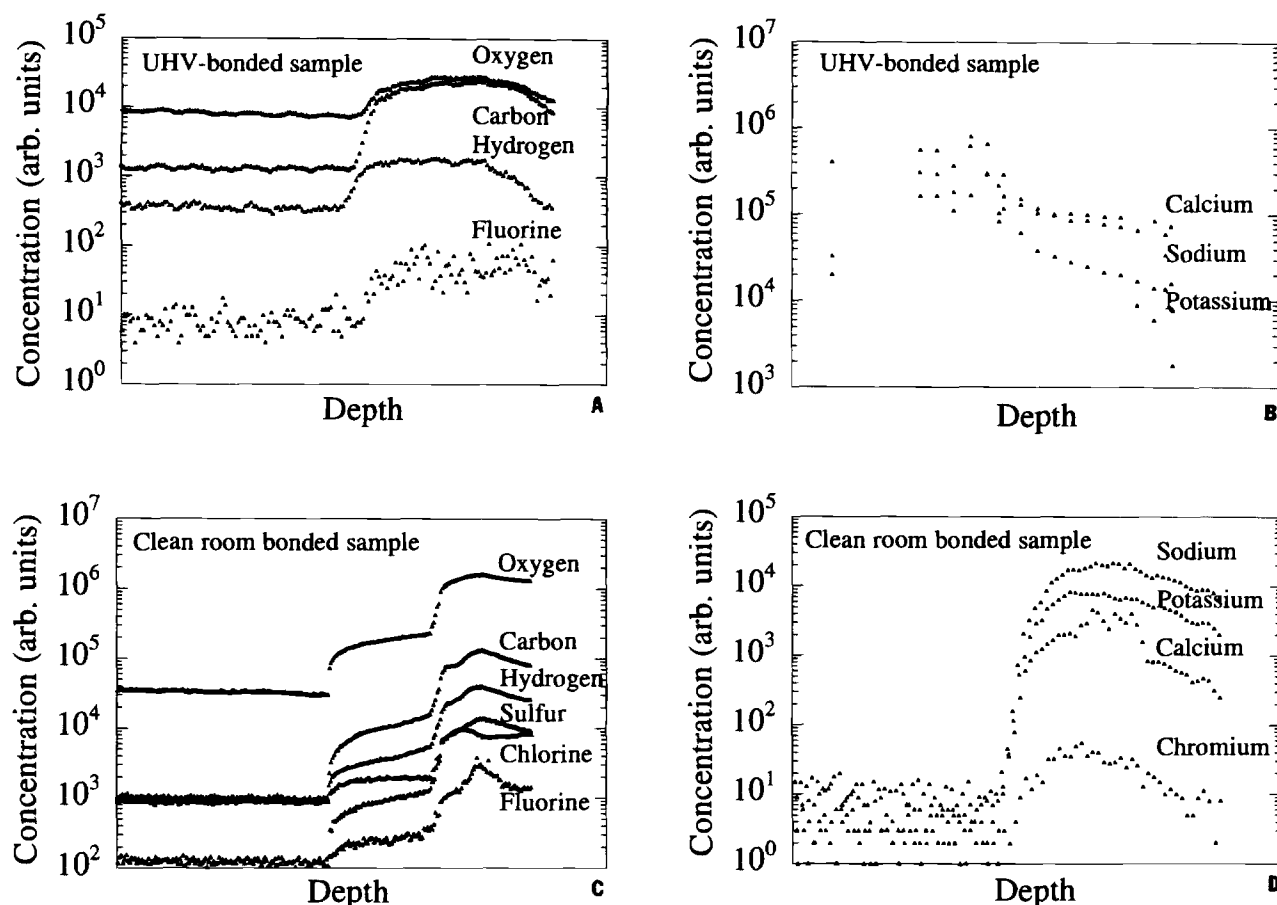 Concentration (arb. units)
10^5
10^4
10^3
10^2
10^1
10^0
UHV-bonded sample
Oxygen
Carbon
Hydrogen
Fluorine
Depth
A
Concentration (arb. units)
10^7
10^6
10^5
10^4
10^3
UHV-bonded sample
Calcium
Sodium
Potassium
Depth
B
Concentration (arb. units)
10^7
10^6
10^5
10^4
10^3
10^2
Clean room bonded sample
Oxygen
Carbon
Hydrogen
Sulfur
Chlorine
Fluorine
Depth
C
Concentration (arb. units)
10^5
10^4
10^3
10^2
10^1
10^0
Clean room bonded sample
Sodium
Potassium
Calcium
Chromium
Depth
D